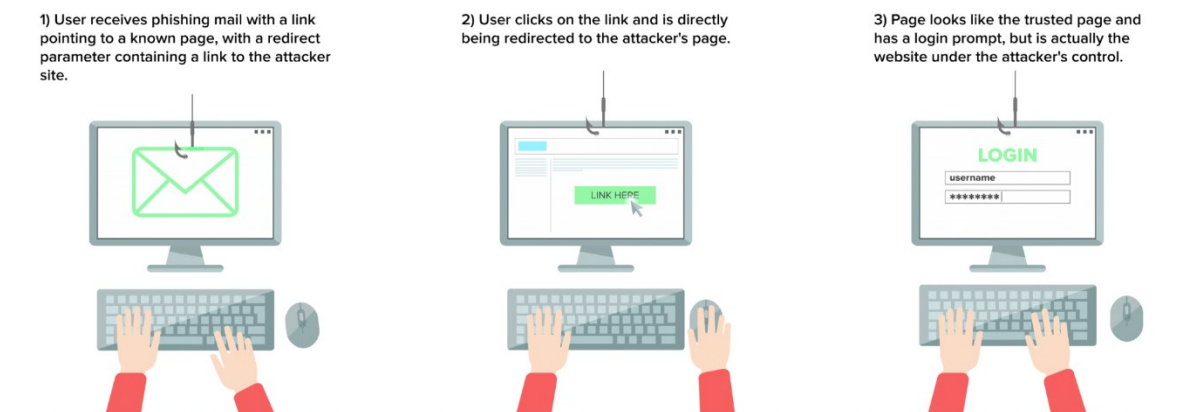 1) User receives phishing mail with a link
pointing to a known page, with a redirect
parameter containing a link to the attacker
site.
2) User clicks on the link and is directly
being redirected to the attacker's page.
3) Page looks like the trusted page and
has a login prompt, but is actually the
website under the attacker's control.
LINK HERE
LOGIN
username
********